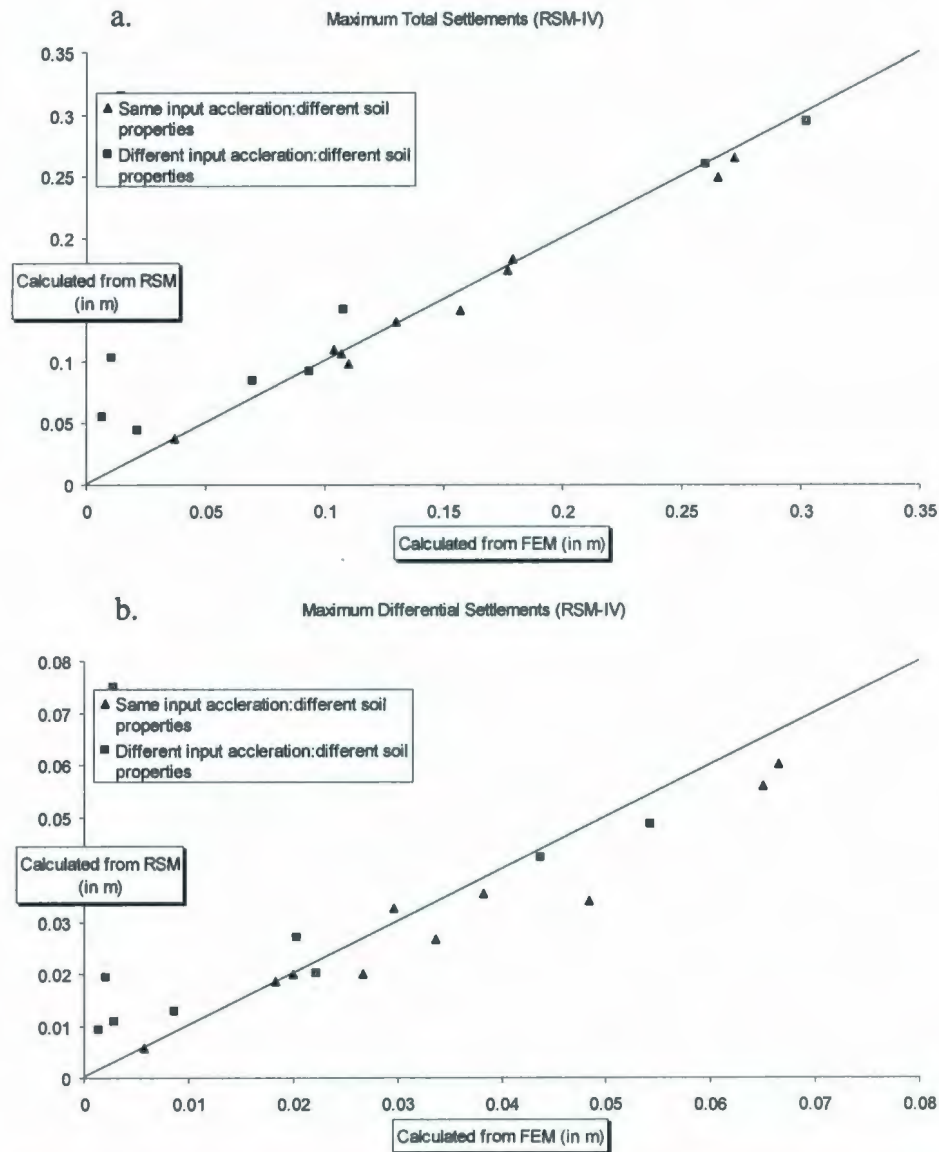 a.
Maximum Total Settlements (RSM-IV)
0.35
0.3
0.25
0.2
0.1
0.05
0
▲ Same input accleration:different soil
properties
■ Different input accleration:different soil
properties
Calculated from RSM
(in m)
0 0.05 0.1 0.15 0.2 0.25 0.3 0.35
Calculated from FEM (in m)
b.
Maximum Differential Settlements (RSM-IV)
0.08
0.07
0.06
0.05
0.03
0.02
0.01
0
▲ Same input accleration:different soil
properties
■ Different input accleration:different soil
properties
Calculated from RSM
(in m)
0 0.01 0.02 0.03 0.04 0.05 0.06 0.07 0.08
Calculated from FEM (in m)